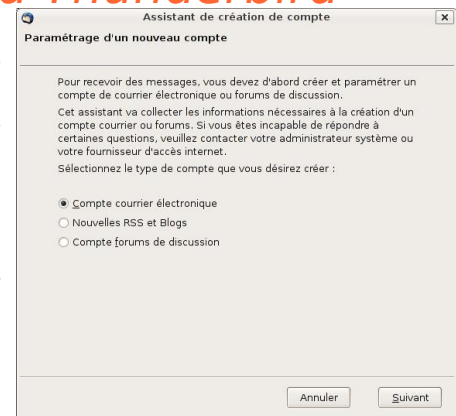 Thunderbird
Assistant de création de compte
Paramétrage d'un nouveau compte
Pour recevoir des messages, vous devez d'abord créer et paramétrer un
compte de courrier électronique ou forums de discussion.
Cet assistant va collecter les informations nécessaires à la création d'un
compte courrier ou forums. Si vous êtes incapable de répondre à
certaines questions, veuillez contacter votre administrateur système ou
votre fournisseur d'accès internet.
Sélectionnez le type de compte que vous désirez créer :
Compte courrier électronique
Nouvelles RSS et Blogs
Compte forums de discussion
Annuler
Suivant